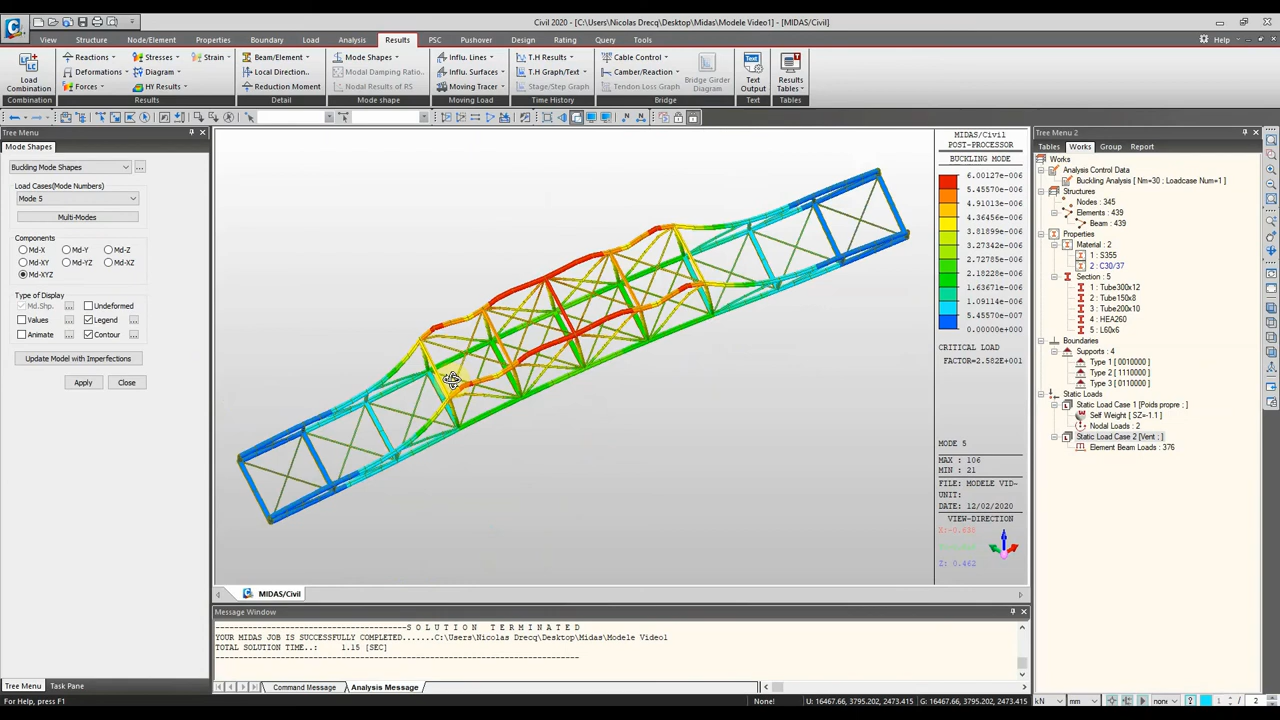 Civil 2020 - [C:\Users\Nicolas Drecq\Desktop\Midas\Modele Video1] - [MIDAS/Civil]
View Structure Node/Element Properties Boundary Load Analysis Results PSC Pushover Design Rating Query Tools Help
Load Combination
Combination
Reactions Stresses Strain
Deformations Diagram
Forces HY Results
Results
Beam/Element
Local Direction..
Reduction Moment
Detail
Mode Shapes
Modal Damping Ratio..
Nodal Results of RS
Mode shape
Influ. Lines
Influ. Surfaces
Moving Tracer
Moving Load
T.H Results
T.H Graph/Text
Stage/Step Graph
Time History
Cable Control
Camber/Reaction
Tendon Loss Graph
Bridge Girder Diagram
Bridge
Text Output
Text
Results Tables
Tables
Tree Menu
Mode Shapes
Buckling Mode Shapes
...
Load Cases(Mode Numbers)
Mode 5
Multi-Modes
Components
Md-X Md-Y Md-Z
Md-XY Md-YZ Md-XZ
Md-XYZ
Type of Display
Md.Shp. ... Undeformed
Values ... Legend ...
Animate ... Contour ...
Update Model with Imperfections
Apply Close
MIDAS/Civil
POST-PROCESSOR
BUCKLING MODE
6.00127e-006
5.45570e-006
4.91013e-006
4.36456e-006
3.81899e-006
3.27342e-006
2.72785e-006
2.18228e-006
1.63671e-006
1.09114e-006
5.45570e-007
0.00000e+000
CRITICAL LOAD
FACTOR=2.582E+001
MODE 5
MAX : 106
MIN : 21
FILE: MODELE VID~
UNIT:
DATE: 12/02/2020
VIEW-DIRECTION
Z: 0.462
MIDAS/Civil
Message Window
S O L U T I O N T E R M I N A T E D
YOUR MIDAS JOB IS SUCCESSFULLY COMPLETED.......C:\Users\Nicolas Drecq\Desktop\Midas\Modele Video1
TOTAL SOLUTION TIME..: 1.15 [SEC]
Command Message Analysis Message
Tree Menu 2
Tables Works Group Report
Works
Analysis Control Data
Buckling Analysis [ Nm=30 ; Loadcase Num=1 ]
Structures
Nodes : 345
Elements : 439
Beam : 439
Properties
Material : 2
1 : S355
2 : C30/37
Section : 5
1 : Tube300x12
2 : Tube150x8
3 : Tube200x10
4 : HEA260
5 : L60x6
Boundaries
Supports : 4
Type 1 [ 0010000 ]
Type 2 [ 1110000 ]
Type 3 [ 0110000 ]
Static Loads
Static Load Case 1 [Poids propre ; ]
Self Weight [ SZ=-1.1 ]
Nodal Loads : 2
Static Load Case 2 [Vent ; ]
Element Beam Loads : 376
Tree Menu Task Pane
For Help, press F1
None! U: 16467.66, 3795.202, 2473.415 G: 16467.66, 3795.202, 2473.415 kN mm none ? 1 / 2